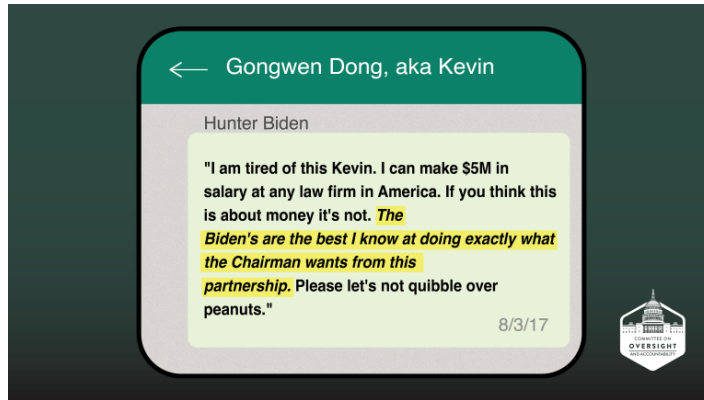 ← Gongwen Dong, aka Kevin
Hunter Biden
"I am tired of this Kevin. I can make $5M in
salary at any law firm in America. If you think this
is about money it's not. The
Biden's are the best I know at doing exactly what
the Chairman wants from this
partnership. Please let's not quibble over
peanuts."
8/3/17
COMMITTEE ON
OVERSIGHT
AND ACCOUNTABILITY